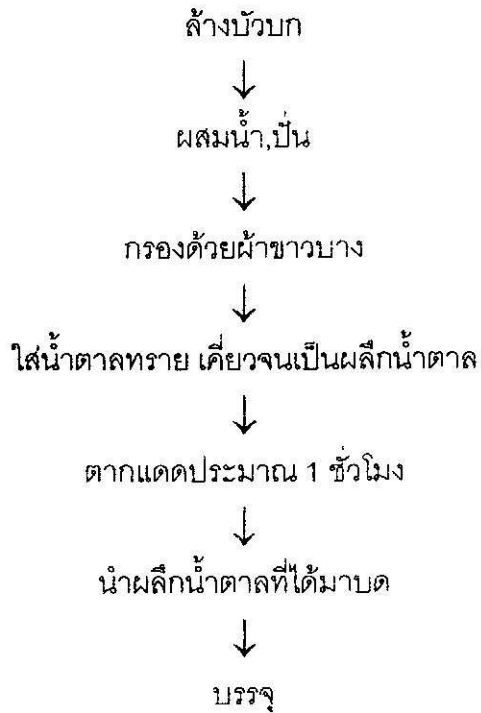 ล้างบัวบก
ผสมน้ำ,ปั่น
กรองด้วยผ้าขาวบาง
ใส่น้ำตาลทราย เคี่ยวจนเป็นผลึกน้ำตาล
ตากแดดประมาณ 1 ชั่วโมง
นำผลึกน้ำตาลที่ได้มาบด
บรรจุ